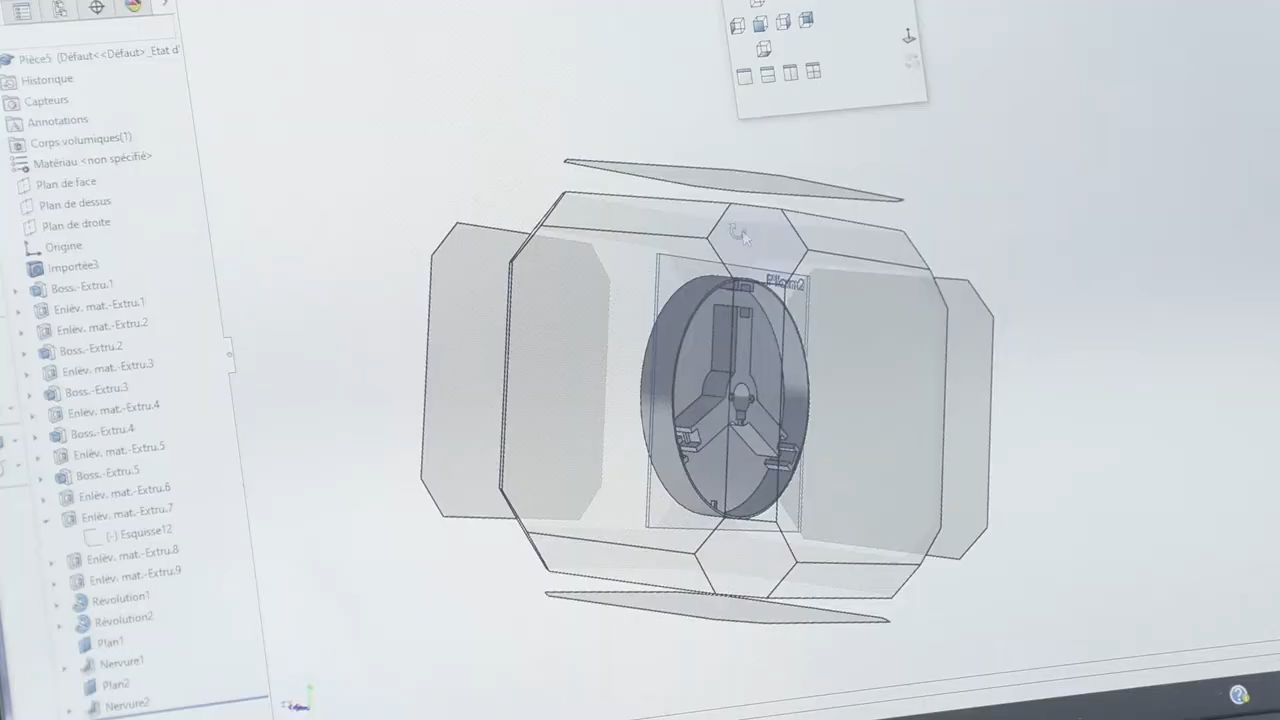 Pièce5 (Défaut<<Défaut>_Etat d'
Historique
Capteurs
Annotations
Corps volumiques(1)
Matériau <non spécifié>
Plan de face
Plan de dessus
Plan de droite
Origine
Importée3
Boss.-Extru.1
Enlèv. mat.-Extru.1
Enlèv. mat.-Extru.2
Boss.-Extru.2
Enlèv. mat.-Extru.3
Boss.-Extru.3
Enlèv. mat.-Extru.4
Boss.-Extru.4
Enlèv. mat.-Extru.5
Boss.-Extru.5
Enlèv. mat.-Extru.6
Enlèv. mat.-Extru.7
(-) Esquisse12
Enlèv. mat.-Extru.8
Enlèv. mat.-Extru.9
Révolution1
Révolution2
Plan1
Nervure1
Plan2
Nervure2